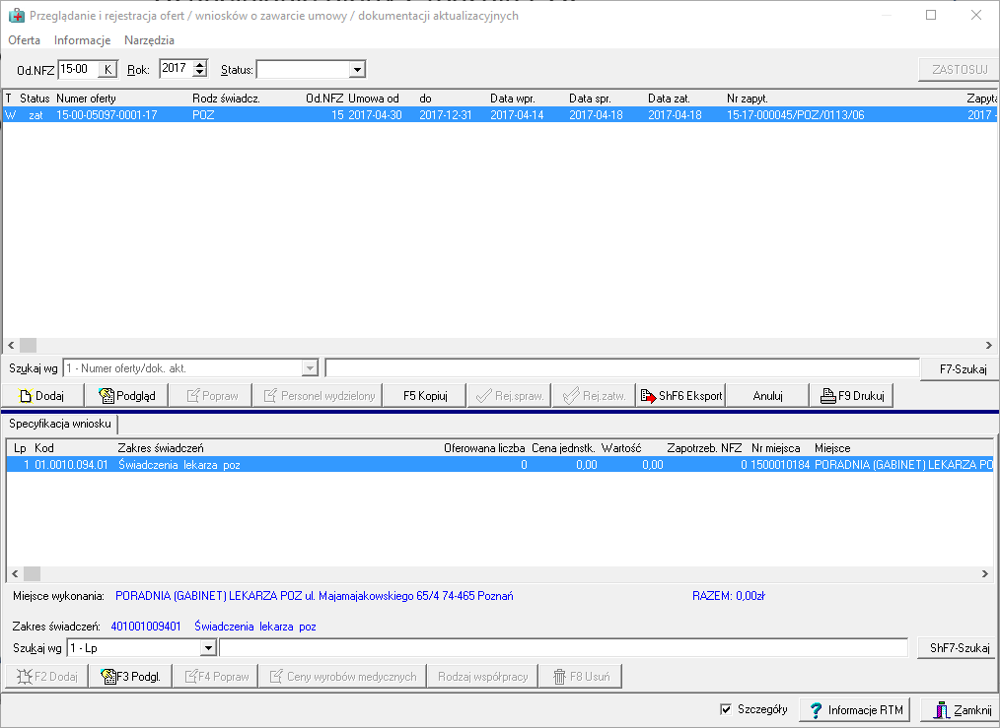 Przeglądanie i rejestracja ofert / wniosków o zawarcie umowy / dokumentacji aktualizacyjnych
Oferta Informacje Narzędzia
Od.NFZ 15-00 K Rok: 2017 Status: ZASTOSUJ
T Status Numer oferty Rodz świadcz. Od.NFZ Umowa od do Data wpr. Data spr. Data zat. Nr zapyt. Zapyta
W zat 15-00-05097-0001-17 POZ 15 2017-04-30 2017-12-31 2017-04-14 2017-04-18 2017-04-18 15-17-000045/POZ/0113/06 2017 -
Szukaj wg 1 - Numer oferty/dok. akt. F7-Szukaj
Dodaj Podgląd Popraw Personel wydzielony F5 Kopiuj Rej.spraw. Rej.zatw. ShF6 Eksport Anuluj F9 Drukuj
Specyfikacja wniosku
Lp Kod Zakres świadczeń Oferowana liczba Cena jednstk. Wartość Zapotrzeb. NFZ Nr miejsca Miejsce
1 01.0010.094.01 Świadczenia lekarza poz 0 0,00 0,00 0 1500010184 PORADNIA (GABINET) LEKARZA PO
Miejsce wykonania: PORADNIA (GABINET) LEKARZA POZ ul. Majamajakowskiego 65/4 74-465 Poznań RAZEM: 0,00zł
Zakres świadczeń: 401001009401 Świadczenia lekarza poz
Szukaj wg 1 - Lp ShF7-Szukaj
F2 Dodaj F3 Podgl. F4 Popraw Ceny wyrobów medycznych Rodzaj współpracy F8 Usuń
Szczegóły Informacje RTM Zamknij